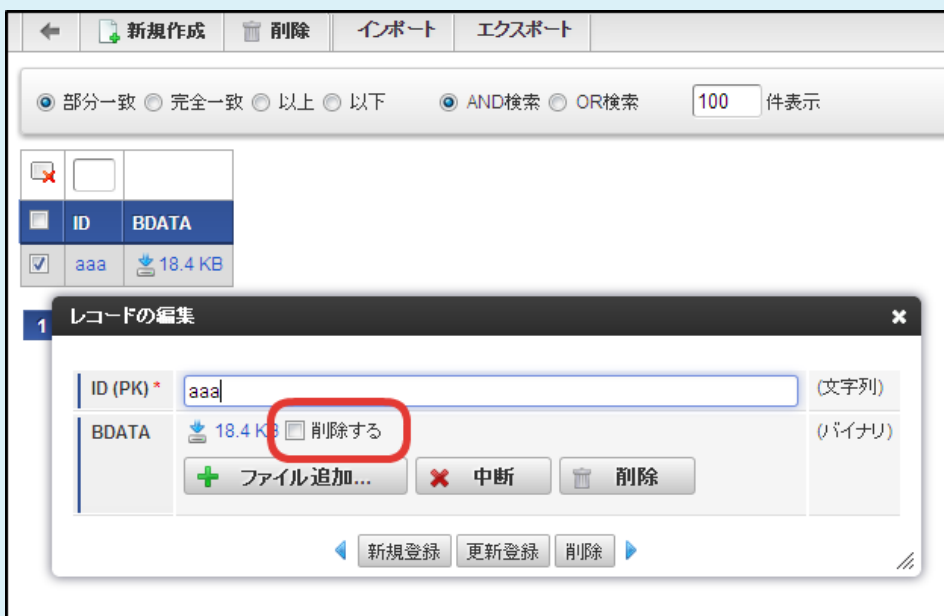 新規作成 削除 インポート エクスポート
部分一致 完全一致 以上 以下 AND検索 OR検索 100 件表示
ID BDATA
aaa 18.4 KB
1
レコードの編集
ID (PK) * aaa (文字列)
BDATA 18.4 KB 削除する (バイナリ)
ファイル追加... 中断 削除
新規登録 更新登録 削除